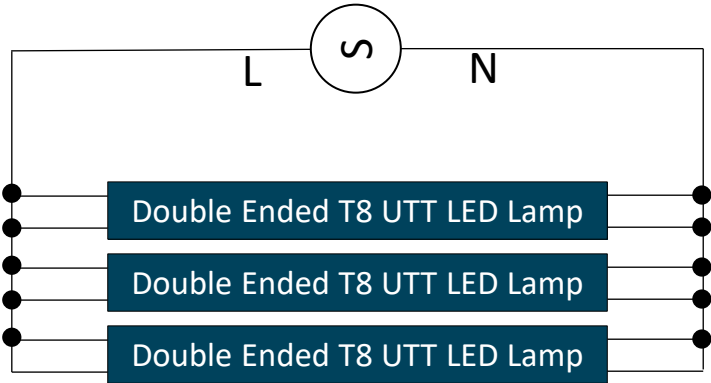 L
N
Double Ended T8 UTT LED Lamp
Double Ended T8 UTT LED Lamp
Double Ended T8 UTT LED Lamp